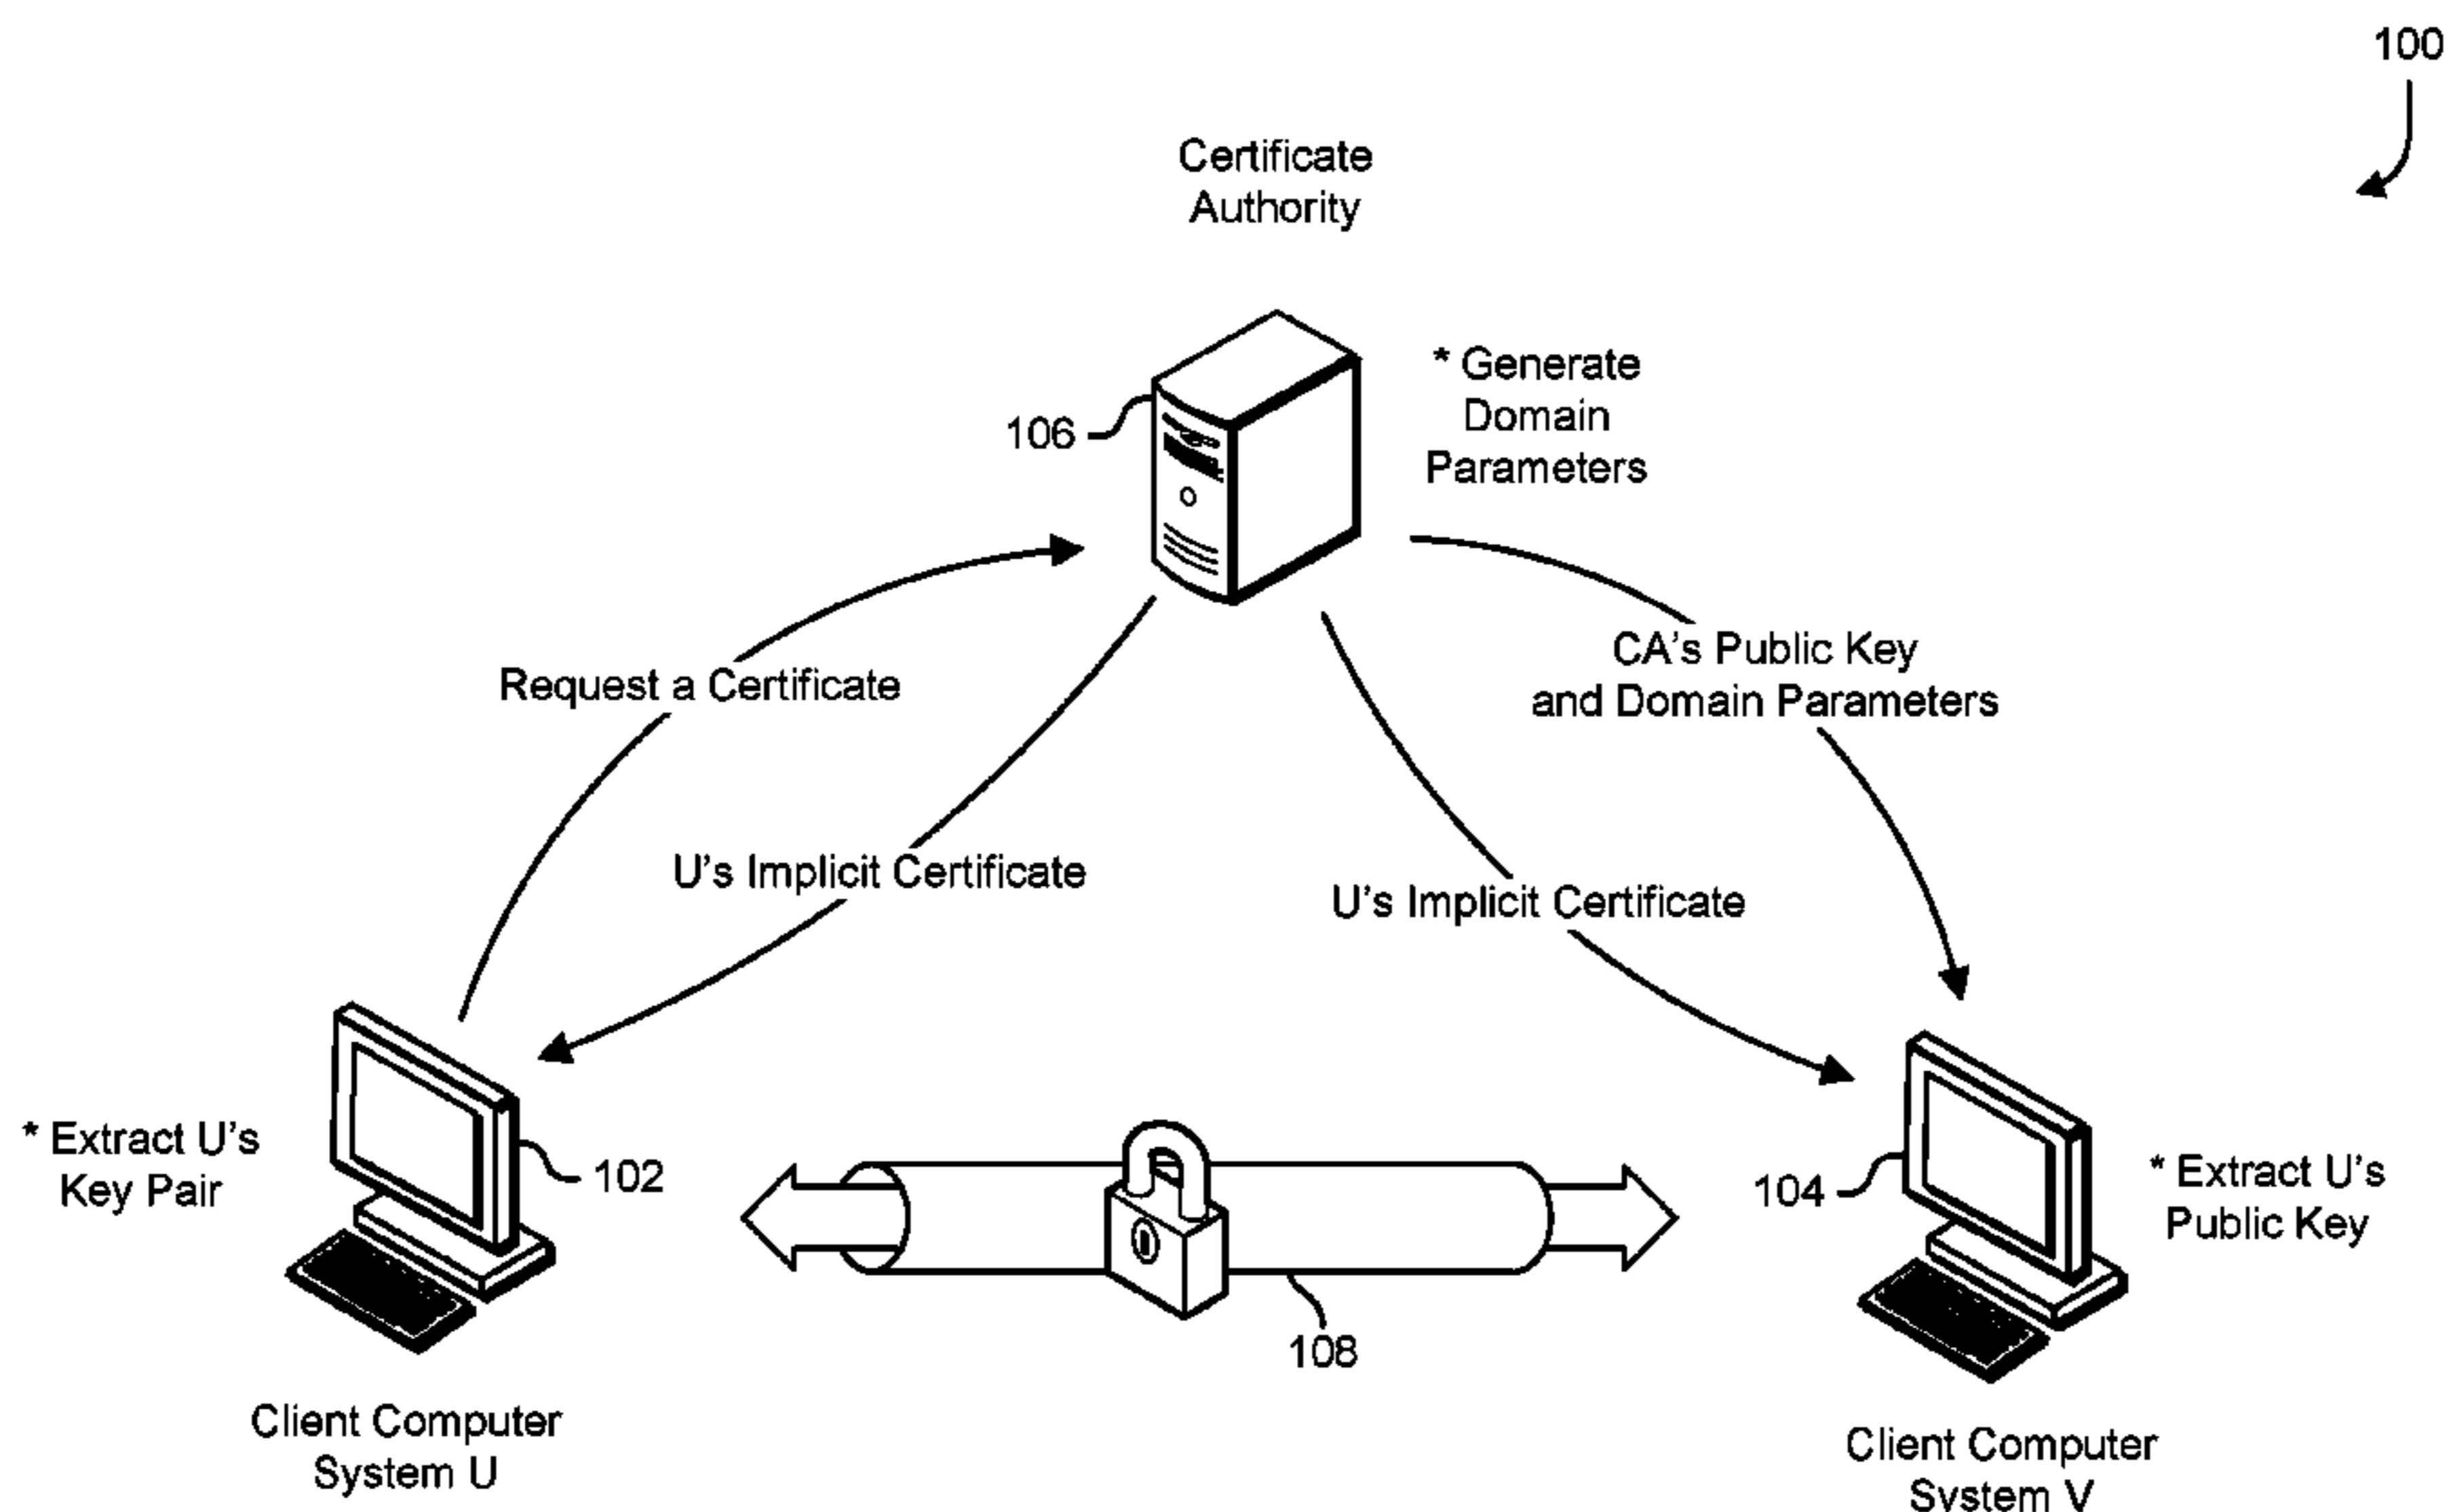 100
Certificate
Authority
* Generate
Domain
Parameters
106
CA's Public Key
and Domain Parameters
Request a Certificate
U's Implicit Certificate
U's Implicit Certificate
* Extract U's
Key Pair
102
104
* Extract U's
Public Key
108
Client Computer
System U
Client Computer
System V